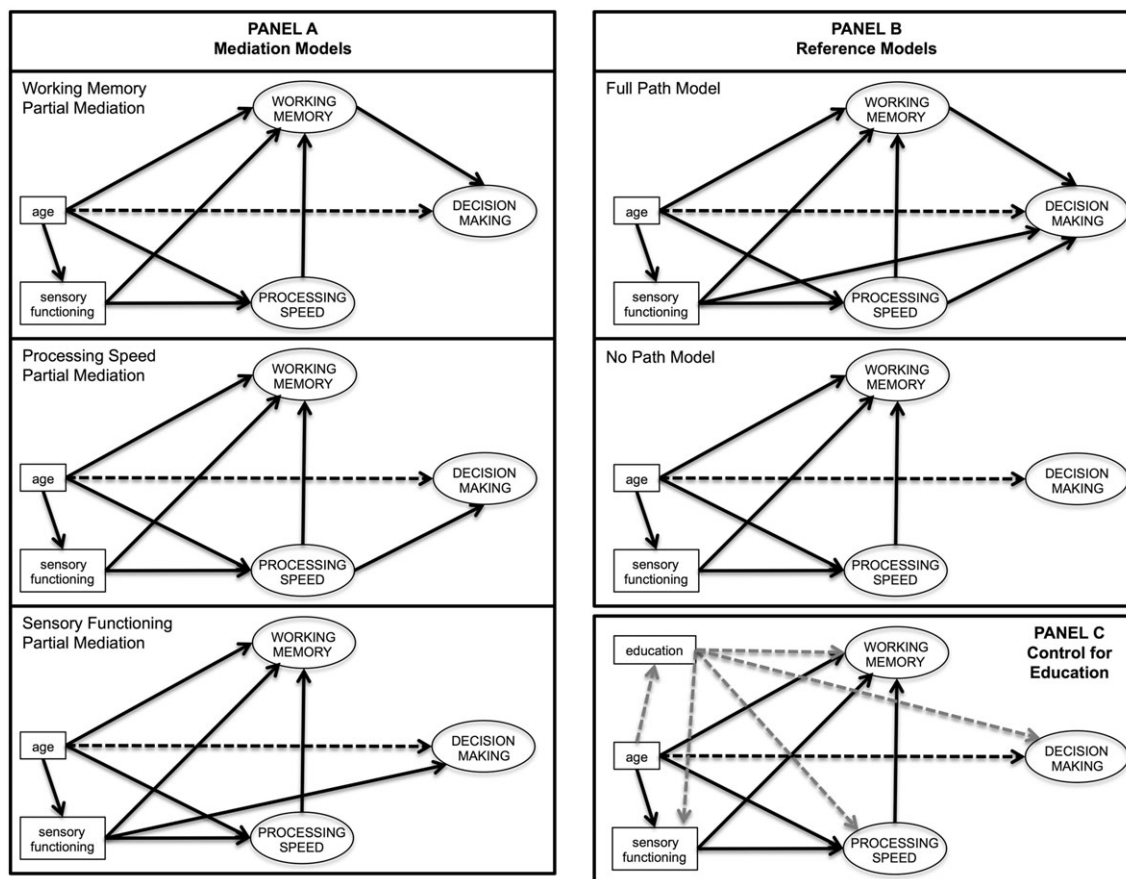 PANEL A
Mediation Models
Working Memory
Partial Mediation
WORKING
MEMORY
age
DECISION
MAKING
sensory
functioning
PROCESSING
SPEED
Processing Speed
Partial Mediation
WORKING
MEMORY
age
DECISION
MAKING
sensory
functioning
PROCESSING
SPEED
Sensory Functioning
Partial Mediation
WORKING
MEMORY
age
DECISION
MAKING
sensory
functioning
PROCESSING
SPEED
PANEL B
Reference Models
Full Path Model
WORKING
MEMORY
age
DECISION
MAKING
sensory
functioning
PROCESSING
SPEED
No Path Model
WORKING
MEMORY
age
DECISION
MAKING
sensory
functioning
PROCESSING
SPEED
PANEL C
Control for
Education
education
WORKING
MEMORY
age
DECISION
MAKING
sensory
functioning
PROCESSING
SPEED